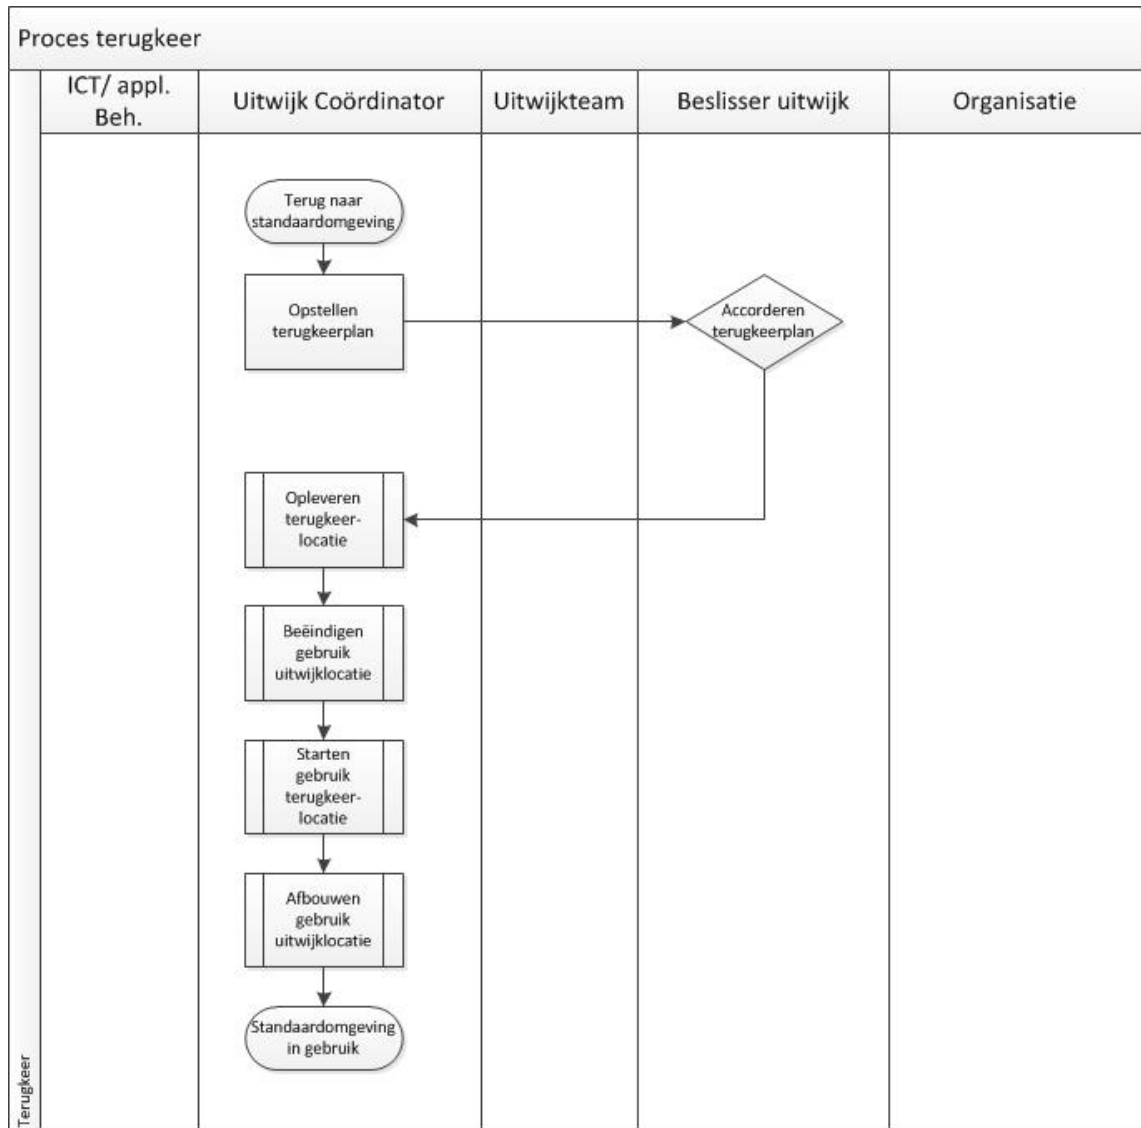 Proces terugkeer
ICT/ appl.
Beh.
Uitwijk Coördinator
Uitwijkteam
Beslisser uitwijk
Organisatie
Terug naar
standaardomgeving
Opstellen
terugkeerplan
Accorderen
terugkeerplan
Opleveren
terugkeer-
locatie
Beëindigen
gebruik
uitwijklocatie
Starten
gebruik
terugkeer-
locatie
Afbouwen
gebruik
uitwijklocatie
Standaardomgeving
in gebruik
Terugkeer